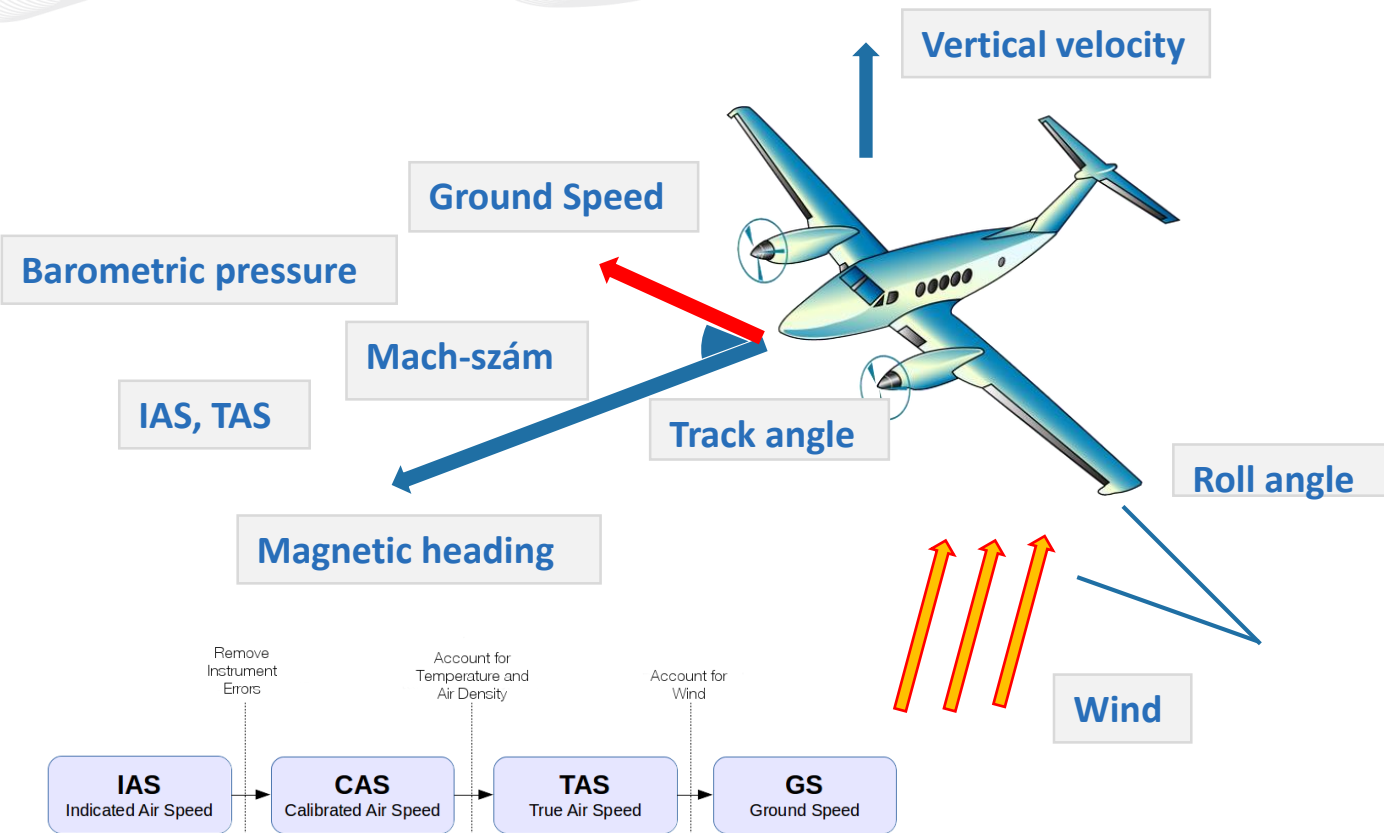 Vertical velocity
Ground Speed
Barometric pressure
Mach-szám
IAS, TAS
Track angle
Roll angle
Magnetic heading
Wind
Remove
Instrument
Errors
Account for
Temperature and
Air Density
Account for
Wind
IAS
Indicated Air Speed
CAS
Calibrated Air Speed
TAS
True Air Speed
GS
Ground Speed